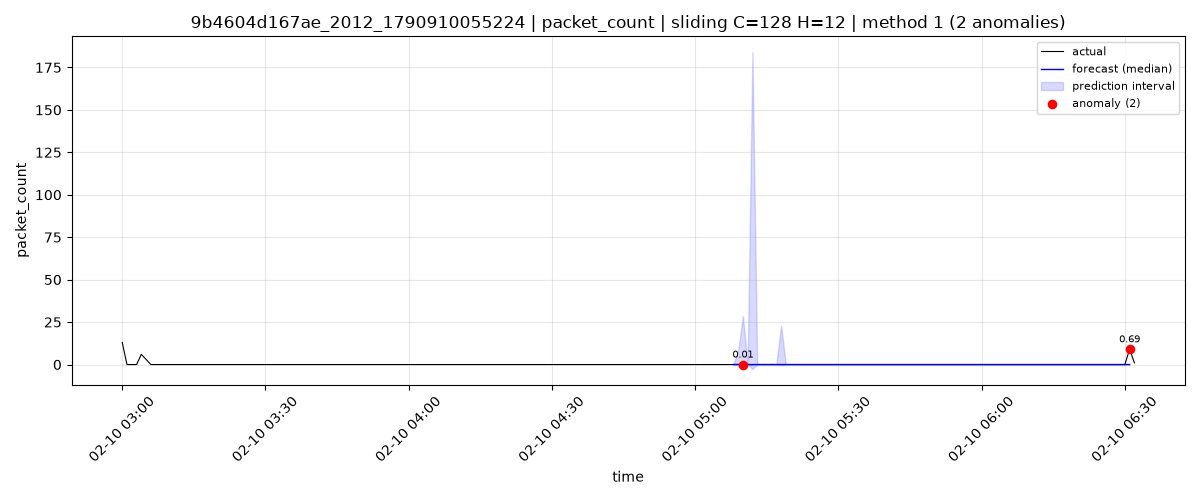 9b4604d167ae_2012_1790910055224 | packet_count | sliding C=128 H=12 | method 1 (2 anomalies)
actual
forecast (median)
prediction interval
anomaly (2)
packet_count
175
150
125
100
75
50
25
0
0.01
0.69
02-10 03:00
02-10 03:30
02-10 04:00
02-10 04:30
02-10 05:00
02-10 05:30
02-10 06:00
02-10 06:30
time